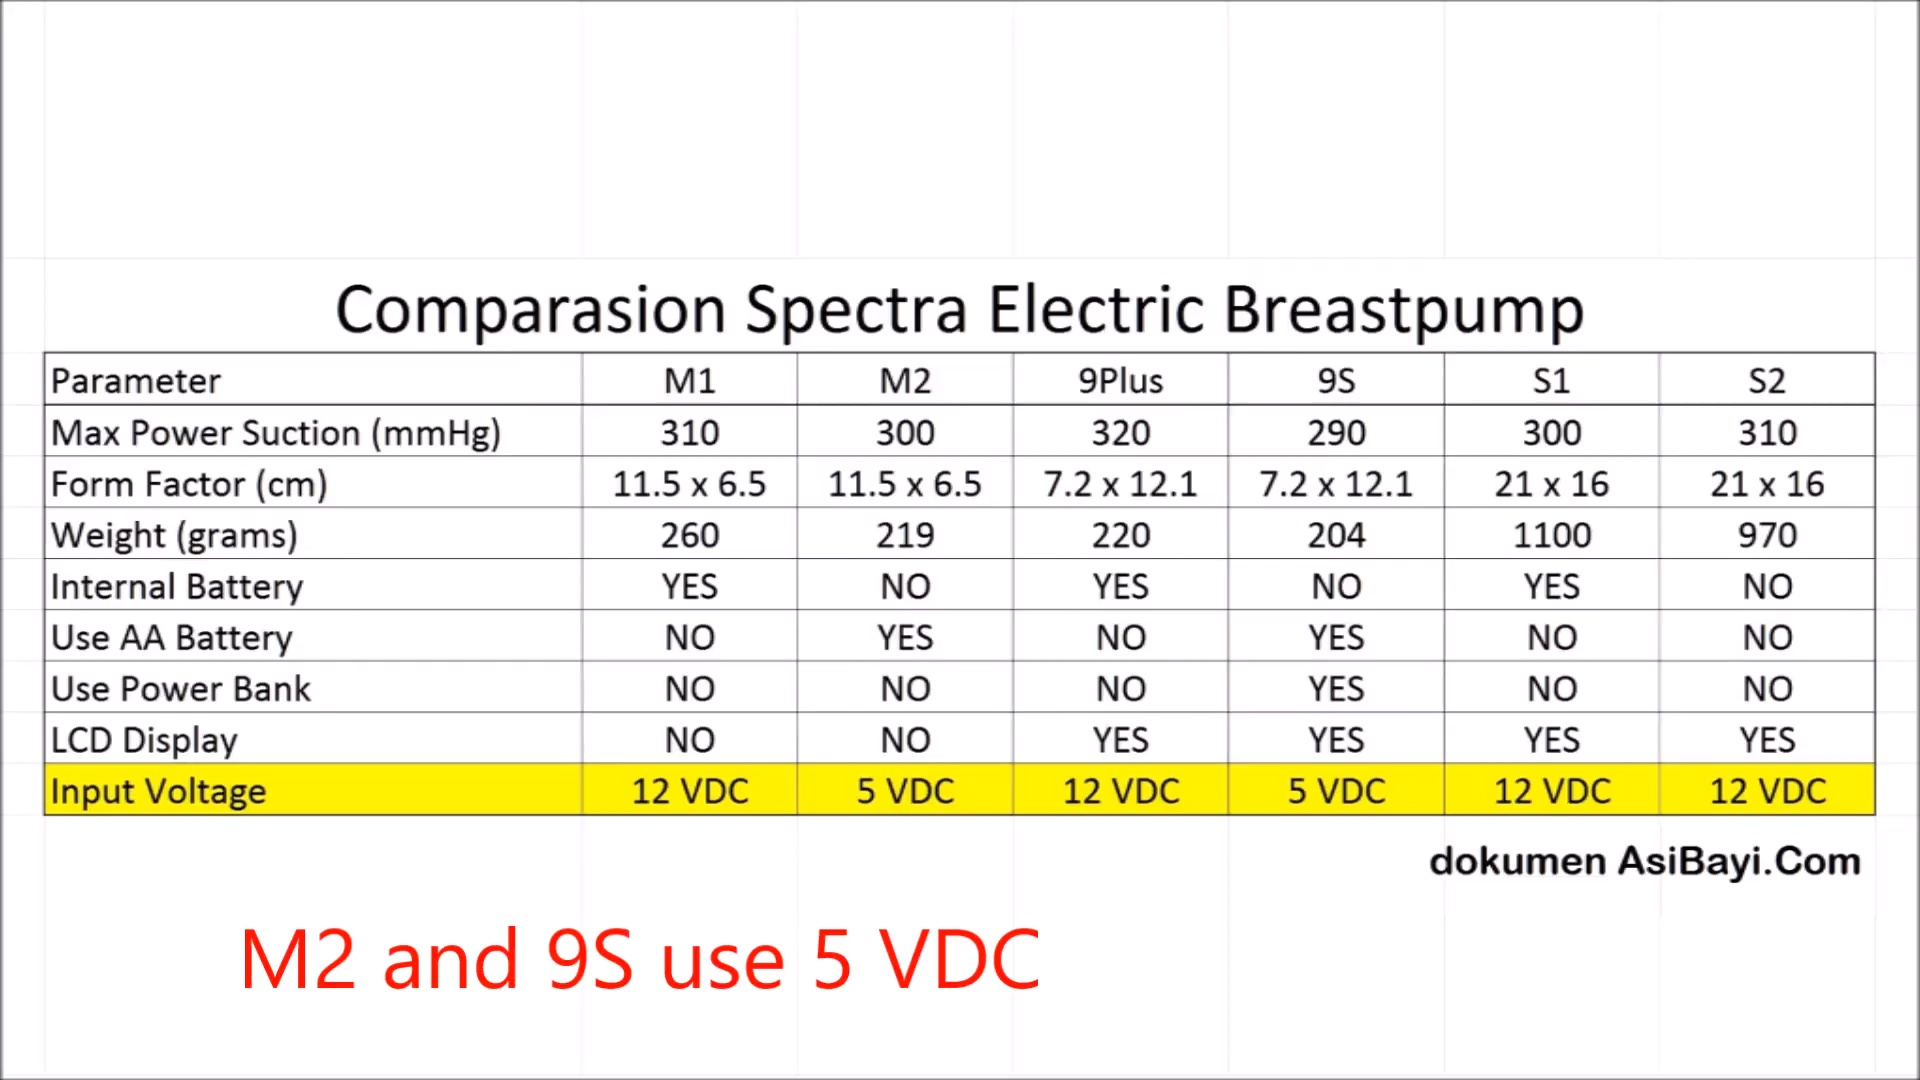 Comparasion Spectra Electric Breastpump
Parameter M1 M2 9Plus 9S S1 S2
Max Power Suction (mmHg) 310 300 320 290 300 310
Form Factor (cm) 11.5 x 6.5 11.5 x 6.5 7.2 x 12.1 7.2 x 12.1 21 x 16 21 x 16
Weight (grams) 260 219 220 204 1100 970
Internal Battery YES NO YES NO YES NO
Use AA Battery NO YES NO YES NO NO
Use Power Bank NO NO NO YES NO NO
LCD Display NO NO YES YES YES YES
Input Voltage 12 VDC 5 VDC 12 VDC 5 VDC 12 VDC 12 VDC
dokumen AsiBayi.Com
M2 and 9S use 5 VDC